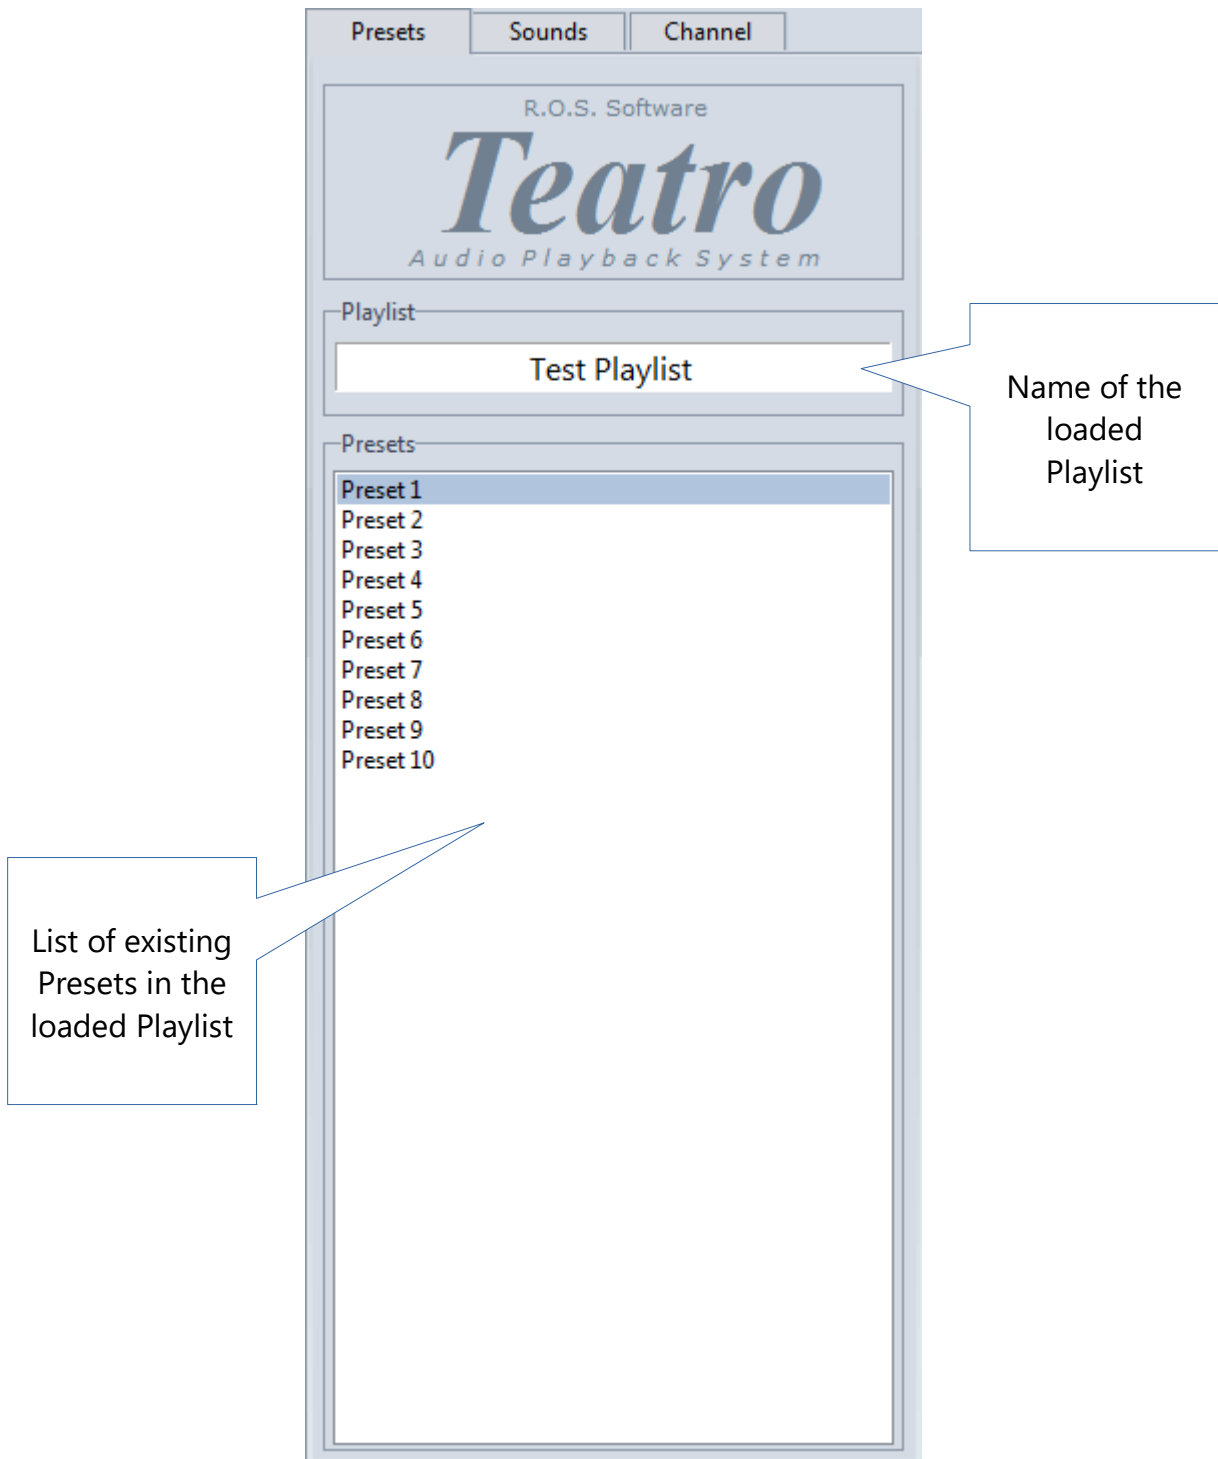 Presets Sounds Channel
R.O.S. Software
Teatro
Audio Playback System
Playlist
Test Playlist
Name of the
loaded
Playlist
Presets
Preset 1
Preset 2
Preset 3
Preset 4
Preset 5
Preset 6
Preset 7
Preset 8
Preset 9
Preset 10
List of existing
Presets in the
loaded Playlist